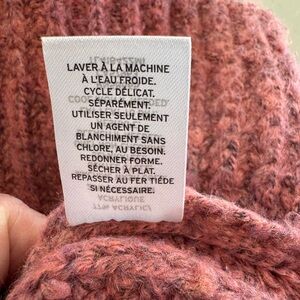 LAVER À LA MACHINE
À L'EAU FROIDE.
CYCLE DÉLICAT.
SÉPARÉMENT.
UTILISER SEULEMENT
UN AGENT DE
BLANCHIMENT SANS
CHLORE, AU BESOIN.
REDONNER FORME.
SÉCHER À PLAT.
REPASSER AU FER TIÉDE
SI NÉCESSAIRE.